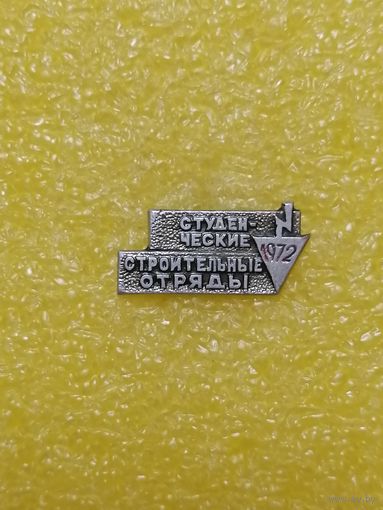 СТУДЕН-
ЧЕСКИЕ
1972
СТРОИТЕЛЬНЫЕ
ОТРЯДЫ